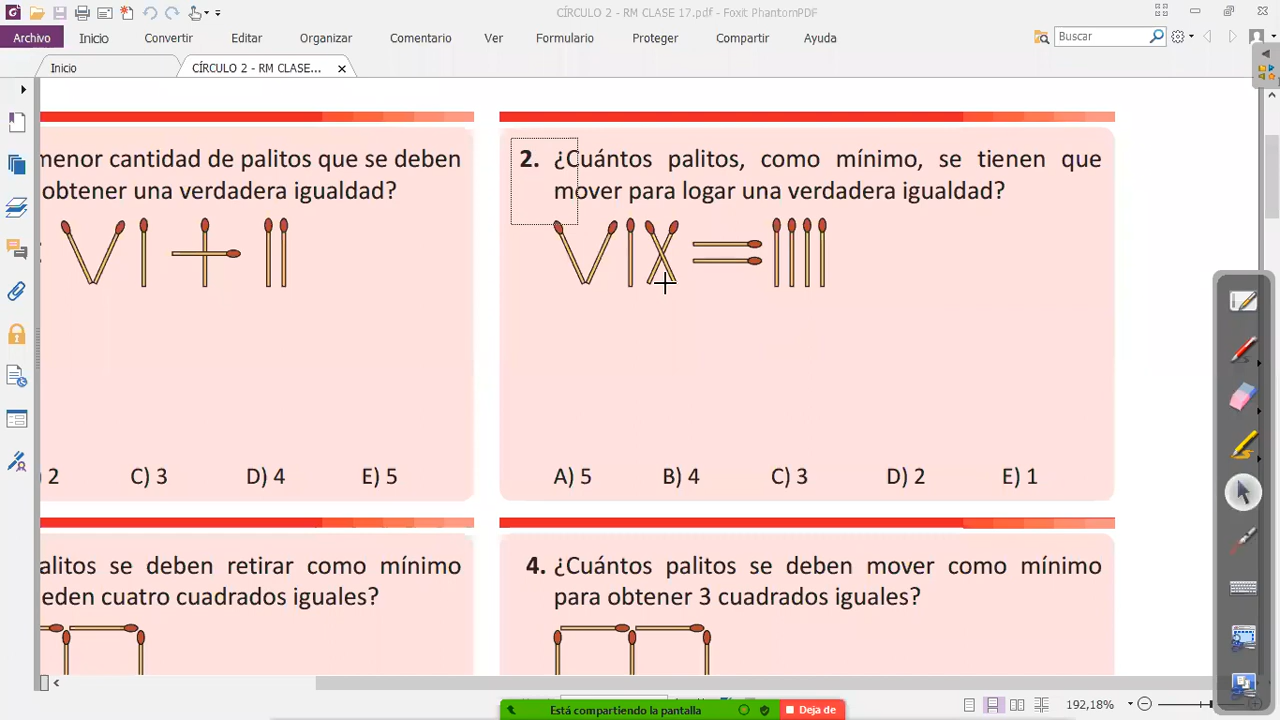 CÍRCULO 2 - RM CLASE 17.pdf - Foxit PhantomPDF
Archivo Inicio Convertir Editar Organizar Comentario Ver Formulario Proteger Compartir Ayuda
Buscar
Inicio CÍRCULO 2 - RM CLASE...
menor cantidad de palitos que se deben
obtener una verdadera igualdad?
2 C) 3 D) 4 E) 5
2. ¿Cuántos palitos, como mínimo, se tienen que
mover para logar una verdadera igualdad?
A) 5 B) 4 C) 3 D) 2 E) 1
alitos se deben retirar como mínimo
eden cuatro cuadrados iguales?
4. ¿Cuántos palitos se deben mover como mínimo
para obtener 3 cuadrados iguales?
192,18%
Está compartiendo la pantalla
Deja de